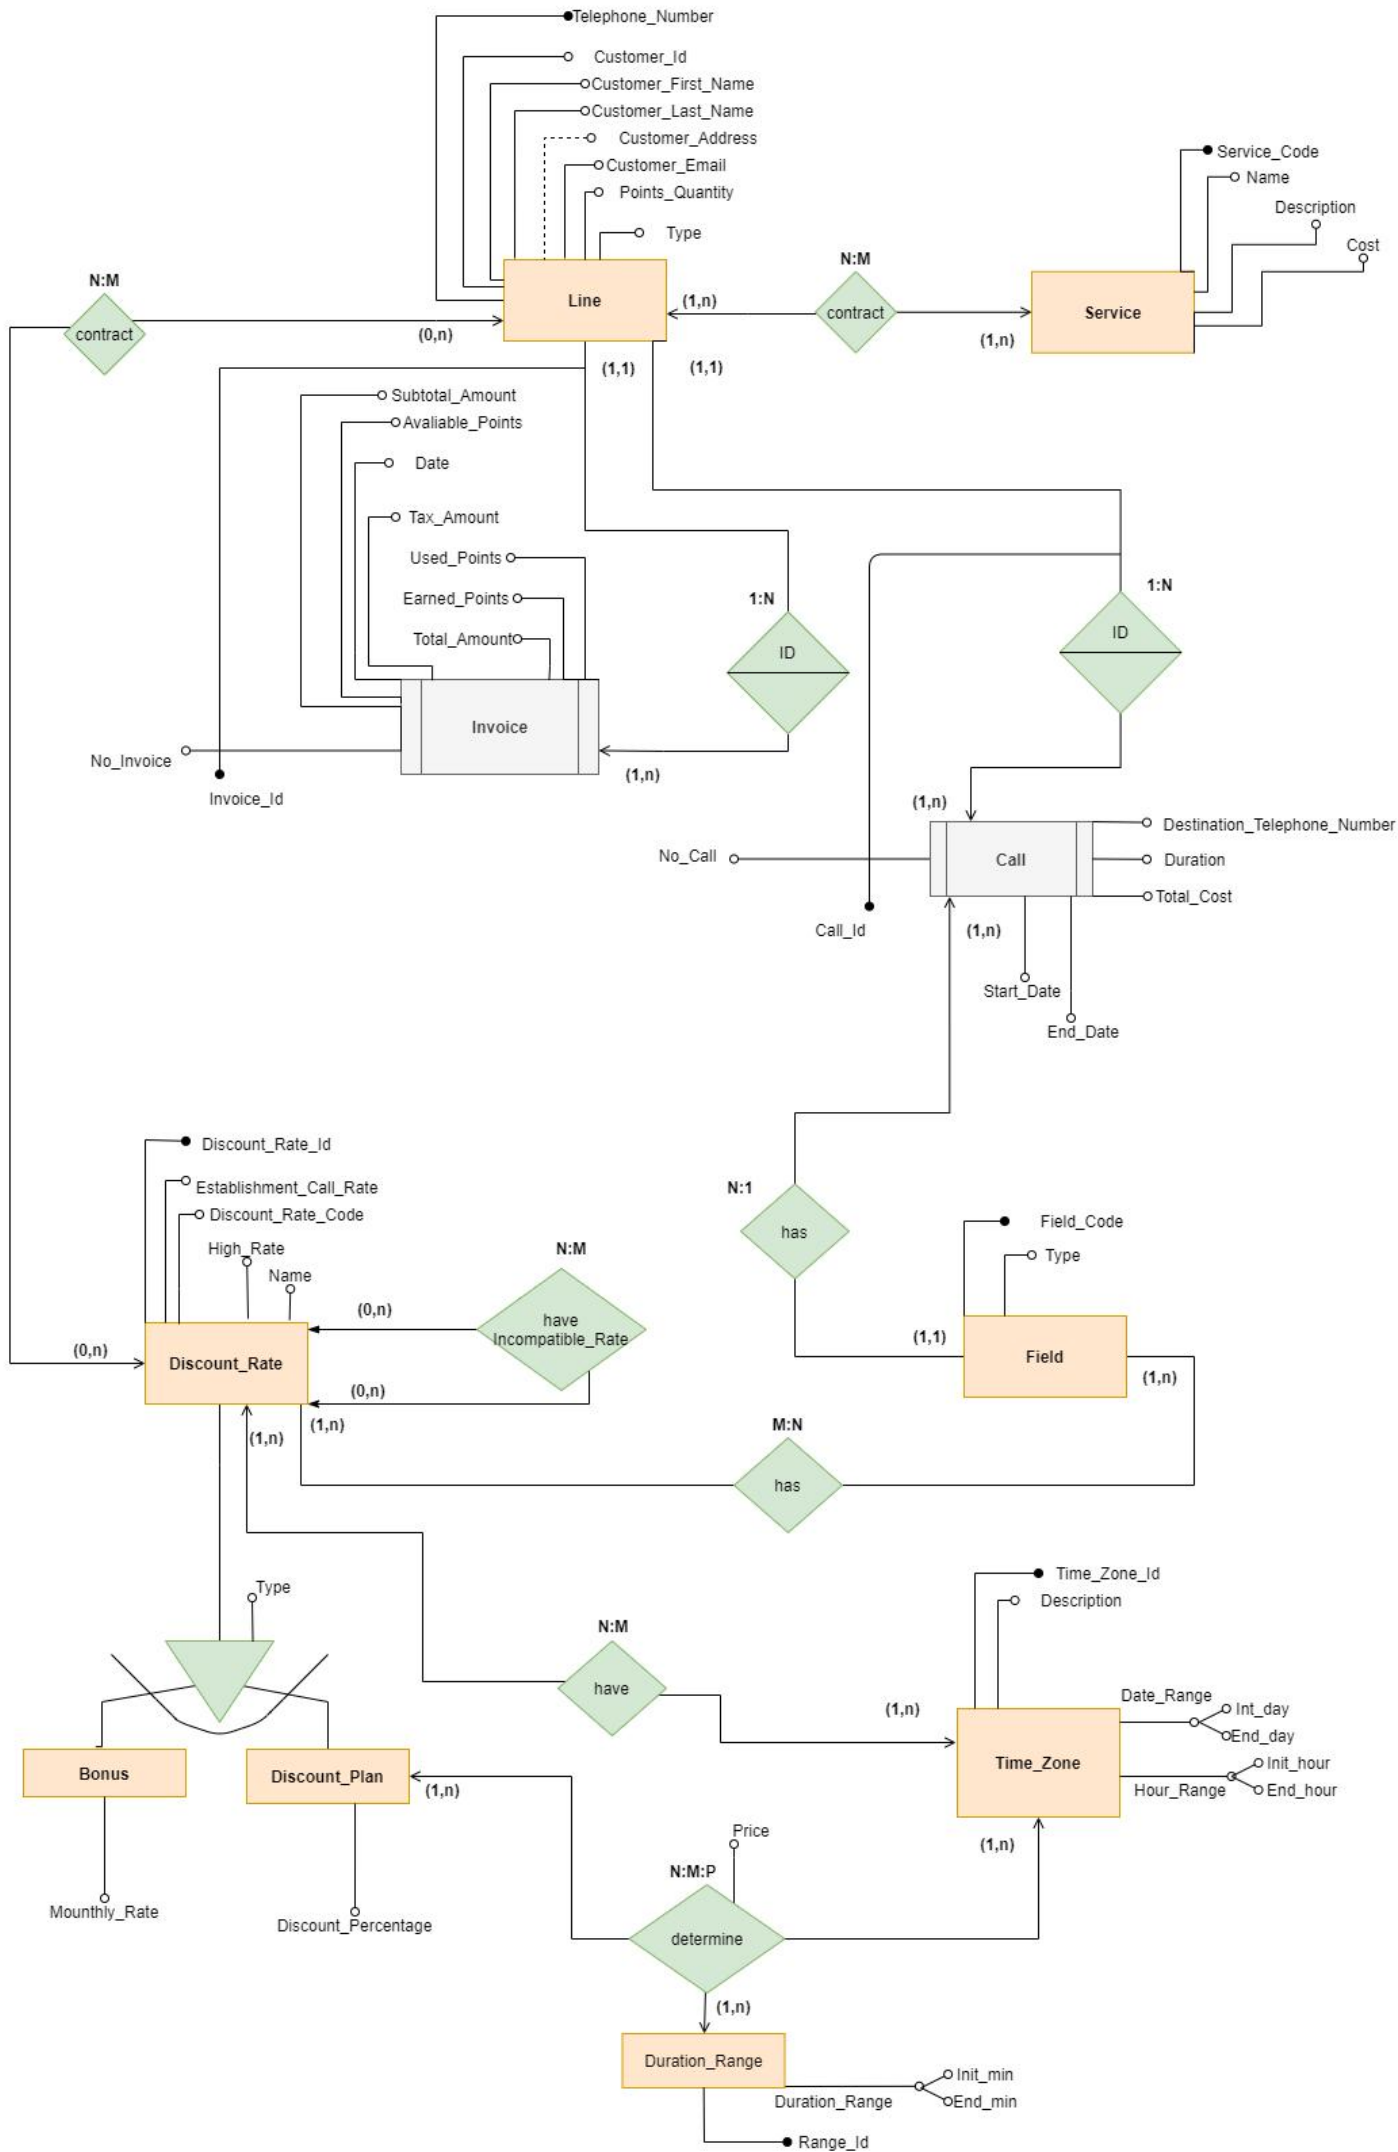 Telephone_Number
Customer_Id
Customer_First_Name
Customer_Last_Name
Customer_Address
Customer_Email
Points_Quantity
Type
Service_Code
Name
Description
Cost
N:M
contract
(0,n)
Line
(1,n)
N:M
contract
(1,n)
Service
(1,1)
(1,1)
Subtotal_Amount
Avaliable_Points
Date
Tax_Amount
Used_Points
Earned_Points
Total_Amount
1:N
ID
1:N
ID
Invoice
No_Invoice
(1,n)
Invoice_Id
(1,n)
No_Call
Call
Destination_Telephone_Number
Duration
Total_Cost
Call_Id
(1,n)
Start_Date
End_Date
Discount_Rate_Id
Establishment_Call_Rate
Discount_Rate_Code
High_Rate
Name
N:M
have
Incompatible_Rate
(0,n)
(0,n)
N:1
has
Field_Code
Type
(0,n)
Discount_Rate
(1,1)
Field
(1,n)
(1,n)
(1,n)
M:N
has
Type
N:M
have
Time_Zone_Id
Description
(1,n)
Date_Range
Int_day
End_day
Time_Zone
Init_hour
Hour_Range
End_hour
Bonus
Discount_Plan
(1,n)
(1,n)
Price
N:M:P
determine
Mounthly_Rate
Discount_Percentage
(1,n)
Duration_Range
Init_min
Duration_Range
End_min
Range_Id